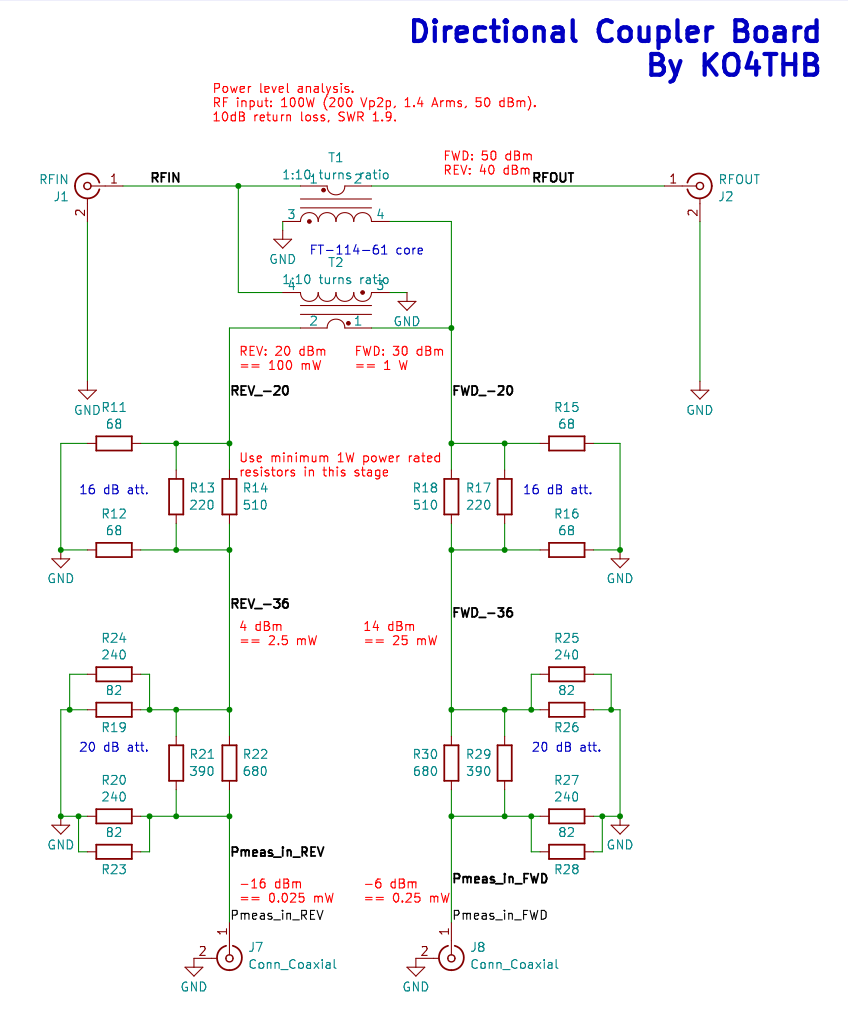 Directional Coupler Board
By KO4THB
Power level analysis.
RF input: 100W (200 Vp2p, 1.4 Arms, 50 dBm).
10dB return loss, SWR 1.9.
T1
1:10 turns ratio
FWD: 50 dBm
REV: 40 dBm
RFIN
J1
1
2
RFIN
1
2
3
4
RFOUT
1
2
RFOUT
J2
GND
FT-114-61 core
T2
1:10 turns ratio
4
3
2
1
GND
REV: 20 dBm
== 100 mW
FWD: 30 dBm
== 1 W
REV_-20
FWD_-20
GND
GND
R11
68
R15
68
Use minimum 1W power rated
resistors in this stage
16 dB att.
R13
220
R14
510
R18
510
R17
220
16 dB att.
R12
68
R16
68
GND
GND
REV_-36
FWD_-36
4 dBm
== 2.5 mW
14 dBm
== 25 mW
R24
240
82
R19
R25
240
82
R26
20 dB att.
R21
390
R22
680
R30
680
R29
390
20 dB att.
R20
240
82
R23
R27
240
82
R28
GND
GND
Pmeas_in_REV
Pmeas_in_FWD
-16 dBm
== 0.025 mW
-6 dBm
== 0.25 mW
Pmeas_in_REV
Pmeas_in_FWD
1
2
J7
Conn_Coaxial
GND
1
2
J8
Conn_Coaxial
GND